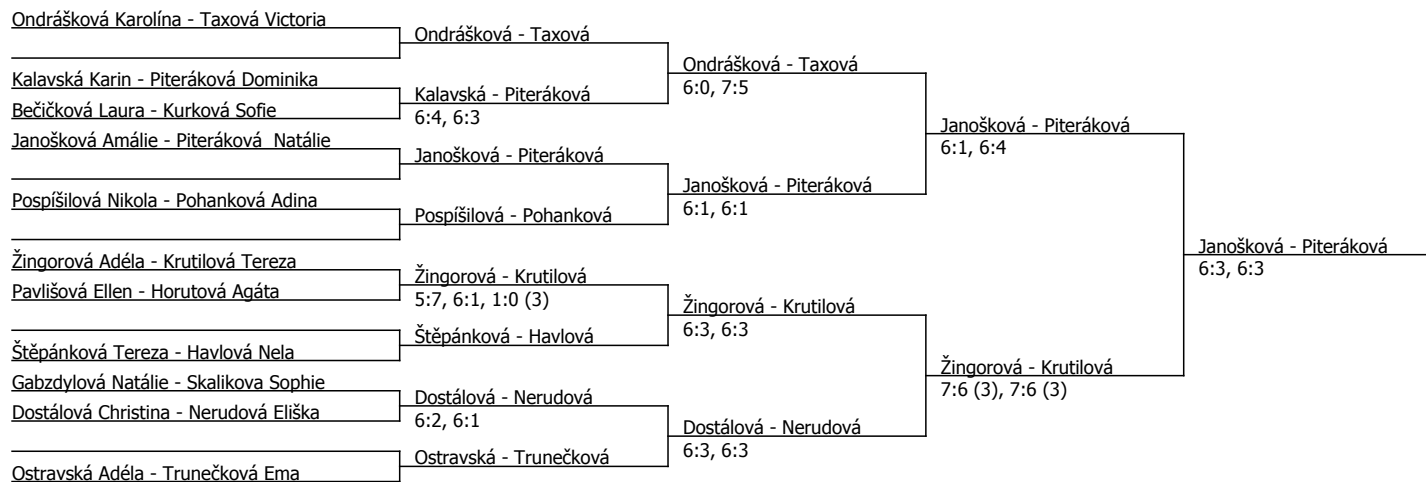 Ondrášková Karolína - Taxová Victoria
Kalavská Karin - Piteráková Dominika
Bečičková Laura - Kurková Sofie
Janošková Amálie - Piteráková  Natálie
Pospíšilová Nikola - Pohanková Adina
Žingorová Adéla - Krutilová Tereza
Pavlišová Ellen - Horutová Agáta
Štěpánková Tereza - Havlová Nela
Gabzdylová Natálie - Skalikova Sophie
Dostálová Christina - Nerudová Eliška
Ostravská Adéla - Trunečková Ema
Ondrášková - Taxová
Kalavská - Piteráková
6:4, 6:3
Janošková - Piteráková
Pospíšilová - Pohanková
Žingorová - Krutilová
5:7, 6:1, 1:0 (3)
Štěpánková - Havlová
Dostálová - Nerudová
6:2, 6:1
Ostravská - Trunečková
Ondrášková - Taxová
6:0, 7:5
Janošková - Piteráková
6:1, 6:1
Žingorová - Krutilová
6:3, 6:3
Dostálová - Nerudová
6:3, 6:3
Janošková - Piteráková
6:1, 6:4
Žingorová - Krutilová
7:6 (3), 7:6 (3)
Janošková - Piteráková
6:3, 6:3